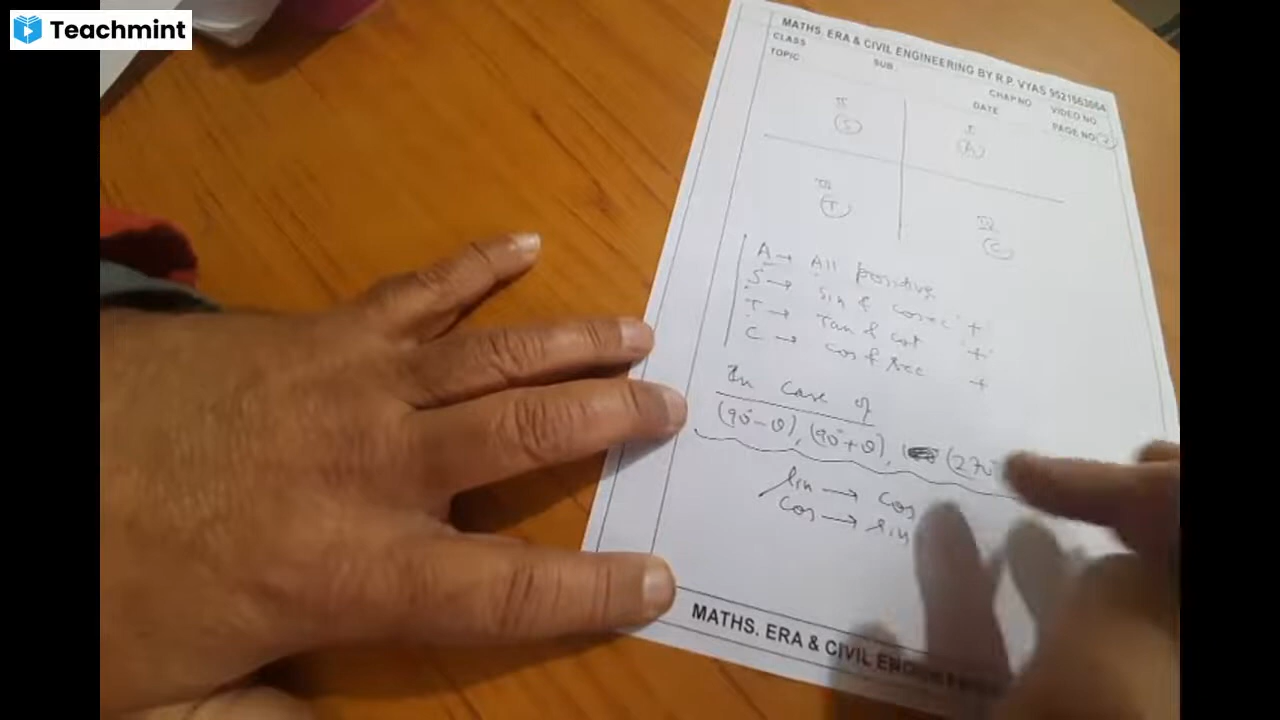 Teachmint
MATHS. ERA & CIVIL ENGINEERING BY R.P. VYAS
CLASS
SUB
CHAP NO VIDEO NO
TOPIC
DATE
PAGE NO 2
II
S
I
A
III
T
IV
C
A → All positive
S → sin & cosec +
T → Tan & cot +
C → cos & sec +
In case of
(90°-θ), (90°+θ), (270°
sin → cos
cos → sin
MATHS. ERA & CIVIL